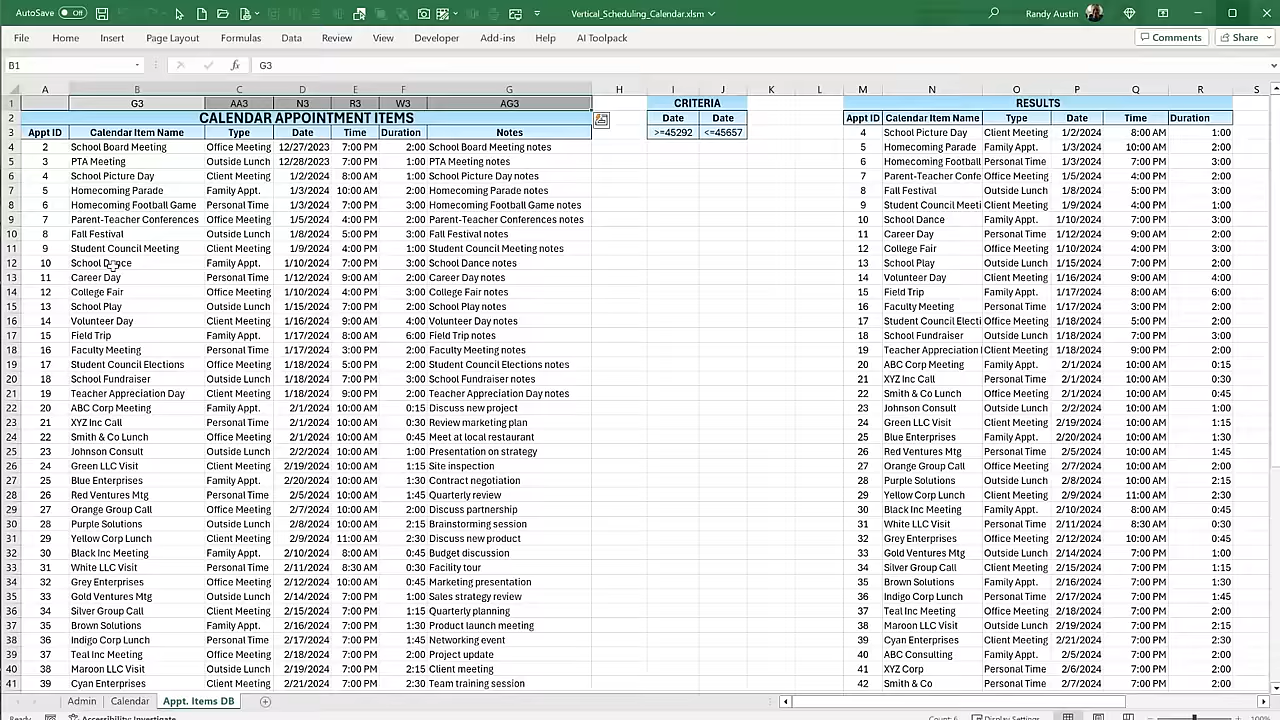 AutoSave Off Vertical_Scheduling_Calendar.xlsm Randy Austin
File Home Insert Page Layout Formulas Data Review View Developer Add-ins Help AI Toolpack Comments Share
B1 fx G3
A B C D E F G H I J K L M N O P Q R S
1 G3 AA3 N3 R3 W3 AG3 CRITERIA RESULTS
2 CALENDAR APPOINTMENT ITEMS Date Date Appt ID Calendar Item Name Type Date Time Duration
3 Appt ID Calendar Item Name Type Date Time Duration Notes >=45292 <=45657 4 School Picture Day Client Meeting 1/2/2024 8:00 AM 1:00
4 2 School Board Meeting Office Meeting 12/27/2023 7:00 PM 2:00 School Board Meeting notes 5 Homecoming Parade Family Appt. 1/3/2024 10:00 AM 2:00
5 3 PTA Meeting Outside Lunch 12/28/2023 7:00 PM 1:00 PTA Meeting notes 6 Homecoming Football Personal Time 1/3/2024 7:00 PM 3:00
6 4 School Picture Day Client Meeting 1/2/2024 8:00 AM 1:00 School Picture Day notes 7 Parent-Teacher Confe Office Meeting 1/5/2024 4:00 PM 2:00
7 5 Homecoming Parade Family Appt. 1/3/2024 10:00 AM 2:00 Homecoming Parade notes 8 Fall Festival Outside Lunch 1/8/2024 5:00 PM 3:00
8 6 Homecoming Football Game Personal Time 1/3/2024 7:00 PM 3:00 Homecoming Football Game notes 9 Student Council Meeti Client Meeting 1/9/2024 4:00 PM 1:00
9 7 Parent-Teacher Conferences Office Meeting 1/5/2024 4:00 PM 2:00 Parent-Teacher Conferences notes 10 School Dance Family Appt. 1/10/2024 7:00 PM 3:00
10 8 Fall Festival Outside Lunch 1/8/2024 5:00 PM 3:00 Fall Festival notes 11 Career Day Personal Time 1/12/2024 9:00 AM 2:00
11 9 Student Council Meeting Client Meeting 1/9/2024 4:00 PM 1:00 Student Council Meeting notes 12 College Fair Office Meeting 1/10/2024 4:00 PM 3:00
12 10 School Dance Family Appt. 1/10/2024 7:00 PM 3:00 School Dance notes 13 School Play Outside Lunch 1/15/2024 7:00 PM 2:00
13 11 Career Day Personal Time 1/12/2024 9:00 AM 2:00 Career Day notes 14 Volunteer Day Client Meeting 1/16/2024 9:00 AM 4:00
14 12 College Fair Office Meeting 1/10/2024 4:00 PM 3:00 College Fair notes 15 Field Trip Family Appt. 1/17/2024 8:00 AM 6:00
15 13 School Play Outside Lunch 1/15/2024 7:00 PM 2:00 School Play notes 16 Faculty Meeting Personal Time 1/17/2024 3:00 PM 2:00
16 14 Volunteer Day Client Meeting 1/16/2024 9:00 AM 4:00 Volunteer Day notes 17 Student Council Electi Office Meeting 1/18/2024 5:00 PM 2:00
17 15 Field Trip Family Appt. 1/17/2024 8:00 AM 6:00 Field Trip notes 18 School Fundraiser Outside Lunch 1/18/2024 7:00 PM 3:00
18 16 Faculty Meeting Personal Time 1/17/2024 3:00 PM 2:00 Faculty Meeting notes 19 Teacher Appreciation Client Meeting 1/18/2024 9:00 PM 2:00
19 17 Student Council Elections Office Meeting 1/18/2024 5:00 PM 2:00 Student Council Elections notes 20 ABC Corp Meeting Family Appt. 2/1/2024 10:00 AM 0:15
20 18 School Fundraiser Outside Lunch 1/18/2024 7:00 PM 3:00 School Fundraiser notes 21 XYZ Inc Call Personal Time 2/1/2024 10:00 AM 0:30
21 19 Teacher Appreciation Day Client Meeting 1/18/2024 9:00 PM 2:00 Teacher Appreciation Day notes 22 Smith & Co Lunch Office Meeting 2/1/2024 10:00 AM 0:45
22 20 ABC Corp Meeting Family Appt. 2/1/2024 10:00 AM 0:15 Discuss new project 23 Johnson Consult Outside Lunch 2/2/2024 10:00 AM 1:00
23 21 XYZ Inc Call Personal Time 2/1/2024 10:00 AM 0:30 Review marketing plan 24 Green LLC Visit Client Meeting 2/19/2024 10:00 AM 1:15
24 22 Smith & Co Lunch Office Meeting 2/1/2024 10:00 AM 0:45 Meet at local restaurant 25 Blue Enterprises Family Appt. 2/20/2024 10:00 AM 1:30
25 23 Johnson Consult Outside Lunch 2/2/2024 10:00 AM 1:00 Presentation on strategy 26 Red Ventures Mtg Personal Time 2/5/2024 10:00 AM 1:45
26 24 Green LLC Visit Client Meeting 2/19/2024 10:00 AM 1:15 Site inspection 27 Orange Group Call Office Meeting 2/7/2024 10:00 AM 2:00
27 25 Blue Enterprises Family Appt. 2/20/2024 10:00 AM 1:30 Contract negotiation 28 Purple Solutions Outside Lunch 2/8/2024 10:00 AM 2:15
28 26 Red Ventures Mtg Personal Time 2/5/2024 10:00 AM 1:45 Quarterly review 29 Yellow Corp Lunch Client Meeting 2/9/2024 11:00 AM 2:30
29 27 Orange Group Call Office Meeting 2/7/2024 10:00 AM 2:00 Discuss partnership 30 Black Inc Meeting Family Appt. 2/10/2024 8:00 AM 0:45
30 28 Purple Solutions Outside Lunch 2/8/2024 10:00 AM 2:15 Brainstorming session 31 White LLC Visit Personal Time 2/11/2024 8:30 AM 0:30
31 29 Yellow Corp Lunch Client Meeting 2/9/2024 11:00 AM 2:30 Discuss new product 32 Grey Enterprises Office Meeting 2/12/2024 10:00 AM 0:45
32 30 Black Inc Meeting Family Appt. 2/10/2024 8:00 AM 0:45 Budget discussion 33 Gold Ventures Mtg Outside Lunch 2/14/2024 7:00 PM 1:00
33 31 White LLC Visit Personal Time 2/11/2024 8:30 AM 0:30 Facility tour 34 Silver Group Call Client Meeting 2/15/2024 7:00 PM 1:15
34 32 Grey Enterprises Office Meeting 2/12/2024 10:00 AM 0:45 Marketing presentation 35 Brown Solutions Family Appt. 2/16/2024 7:00 PM 1:30
35 33 Gold Ventures Mtg Outside Lunch 2/14/2024 7:00 PM 1:00 Sales strategy review 36 Indigo Corp Lunch Personal Time 2/17/2024 7:00 PM 1:45
36 34 Silver Group Call Client Meeting 2/15/2024 7:00 PM 1:15 Quarterly planning 37 Teal Inc Meeting Office Meeting 2/18/2024 7:00 PM 2:00
37 35 Brown Solutions Family Appt. 2/16/2024 7:00 PM 1:30 Product launch meeting 38 Maroon LLC Visit Outside Lunch 2/19/2024 7:00 PM 2:15
38 36 Indigo Corp Lunch Personal Time 2/17/2024 7:00 PM 1:45 Networking event 39 Cyan Enterprises Client Meeting 2/21/2024 7:00 PM 2:30
39 37 Teal Inc Meeting Office Meeting 2/18/2024 7:00 PM 2:00 Project update 40 ABC Consulting Family Appt. 2/5/2024 7:00 PM 2:00
40 38 Maroon LLC Visit Outside Lunch 2/19/2024 7:00 PM 2:15 Client meeting 41 XYZ Corp Personal Time 2/6/2024 7:00 PM 2:00
41 39 Cyan Enterprises Client Meeting 2/21/2024 7:00 PM 2:30 Team training session 42 Smith & Co Personal Time 2/7/2024 7:00 PM 2:00
Admin Calendar Appt. Items DB
Ready Accessibility: Investigate Count: 6 Display Settings 100%